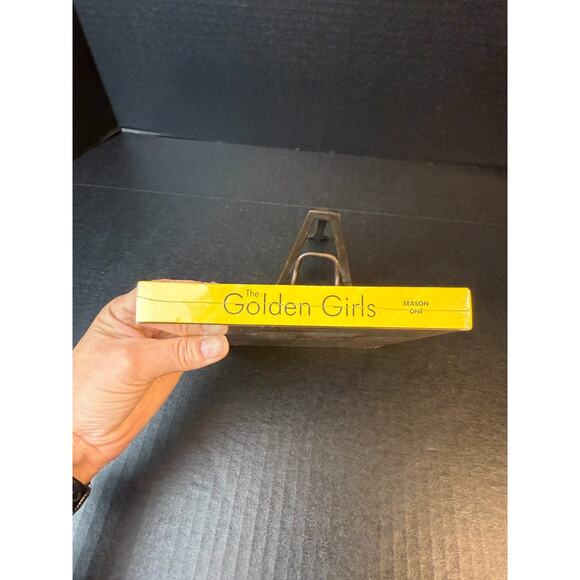 The
Golden Girls
SEASON
ONE